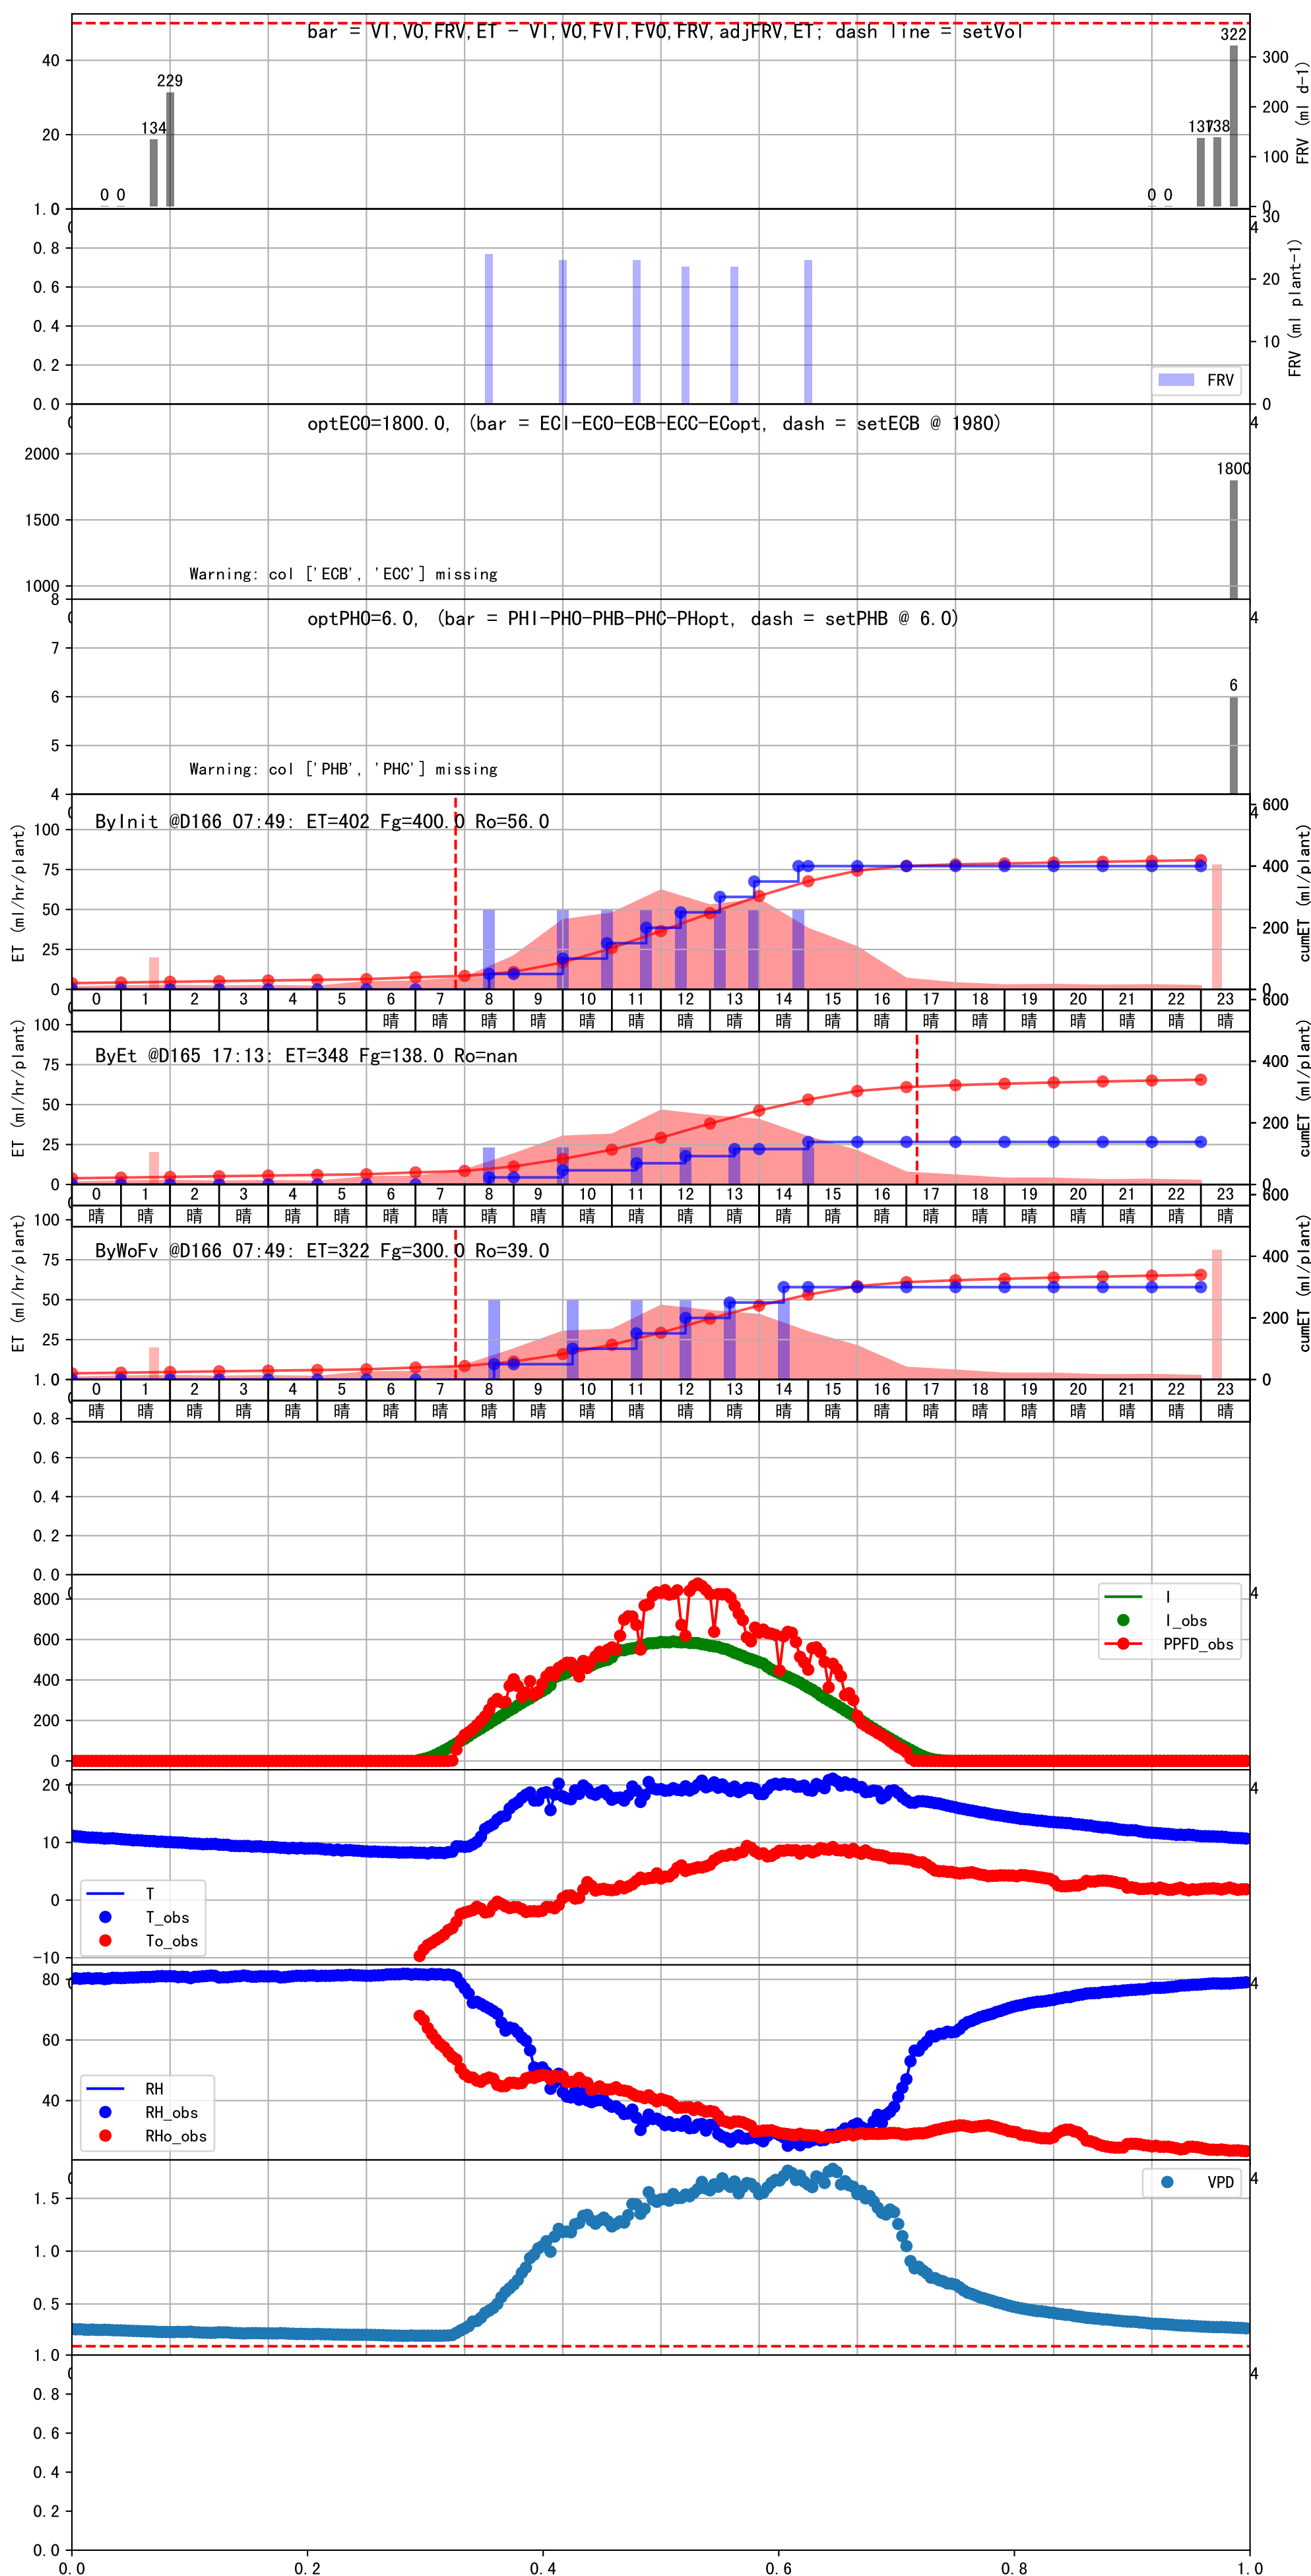 bar = VI,VO,FRV,ET - VI,VO,FVI,FVO,FRV,adjFRV,ET; dash line = setVol
40
20
0 0 134 229
0 0 137 138 322
300
200
100
0
FRV (ml d-1)
1.0
0.8
0.6
0.4
0.2
0.0
30
20
10
0
FRV (ml plant-1)
FRV
optECO=1800.0, (bar = ECI-ECO-ECB-ECC-ECopt, dash = setECB @ 1980)
2000
1500
1000
1800
Warning: col ['ECB', 'ECC'] missing
optPHO=6.0, (bar = PHI-PHO-PHB-PHC-PHopt, dash = setPHB @ 6.0)
8
7
6
5
4
6
Warning: col ['PHB', 'PHC'] missing
ByInit @D166 07:49: ET=402 Fg=400.0 Ro=56.0
ET (ml/hr/plant)
100
75
50
25
0
600
400
200
0
cumET (ml/plant)
0 1 2 3 4 5 6 7 8 9 10 11 12 13 14 15 16 17 18 19 20 21 22 23
晴 晴 晴 晴 晴 晴 晴 晴 晴 晴 晴 晴 晴 晴 晴 晴 晴 晴
ByEt @D165 17:13: ET=348 Fg=138.0 Ro=nan
ET (ml/hr/plant)
100
75
50
25
0
600
400
200
0
cumET (ml/plant)
0 1 2 3 4 5 6 7 8 9 10 11 12 13 14 15 16 17 18 19 20 21 22 23
晴 晴 晴 晴 晴 晴 晴 晴 晴 晴 晴 晴 晴 晴 晴 晴 晴 晴 晴 晴 晴 晴 晴 晴
ByWoFv @D166 07:49: ET=322 Fg=300.0 Ro=39.0
ET (ml/hr/plant)
100
75
50
25
600
400
200
0
cumET (ml/plant)
0 1 2 3 4 5 6 7 8 9 10 11 12 13 14 15 16 17 18 19 20 21 22 23
晴 晴 晴 晴 晴 晴 晴 晴 晴 晴 晴 晴 晴 晴 晴 晴 晴 晴 晴 晴 晴 晴 晴 晴
1.0
0.8
0.6
0.4
0.2
0.0
800
600
400
200
0
I
I_obs
PPFD_obs
20
10
0
-10
T
T_obs
To_obs
80
60
40
RH
RH_obs
RHo_obs
1.5
1.0
0.5
VPD
1.0
0.8
0.6
0.4
0.2
0.0
0.0 0.2 0.4 0.6 0.8 1.0